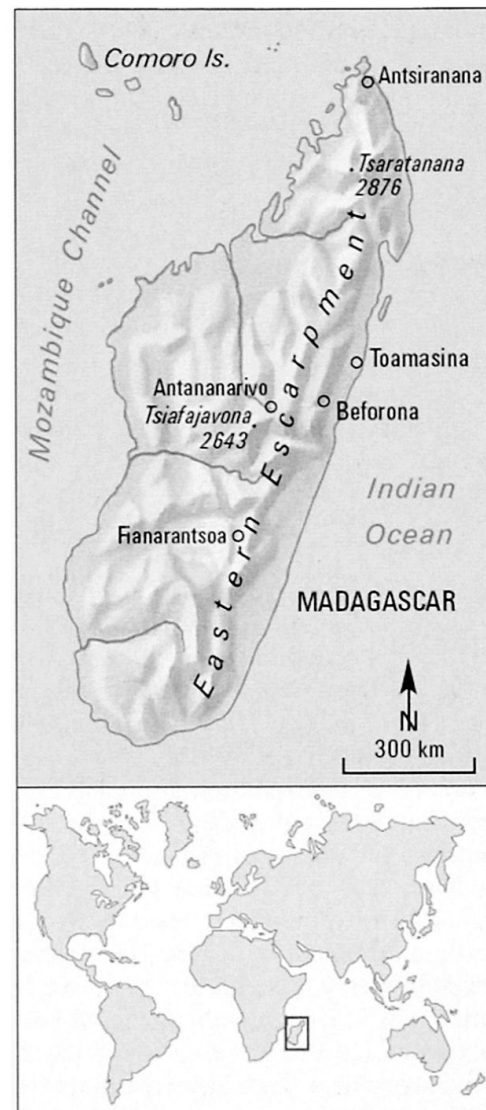 Comoro Is.
Antsiranana
Tsaratanana
2876
Mozambique Channel
Eastern Escarpment
Toamasina
Antananarivo
Tsiafajavona
2643
Beforona
Indian
Ocean
Fianarantsoa
MADAGASCAR
N
300 km